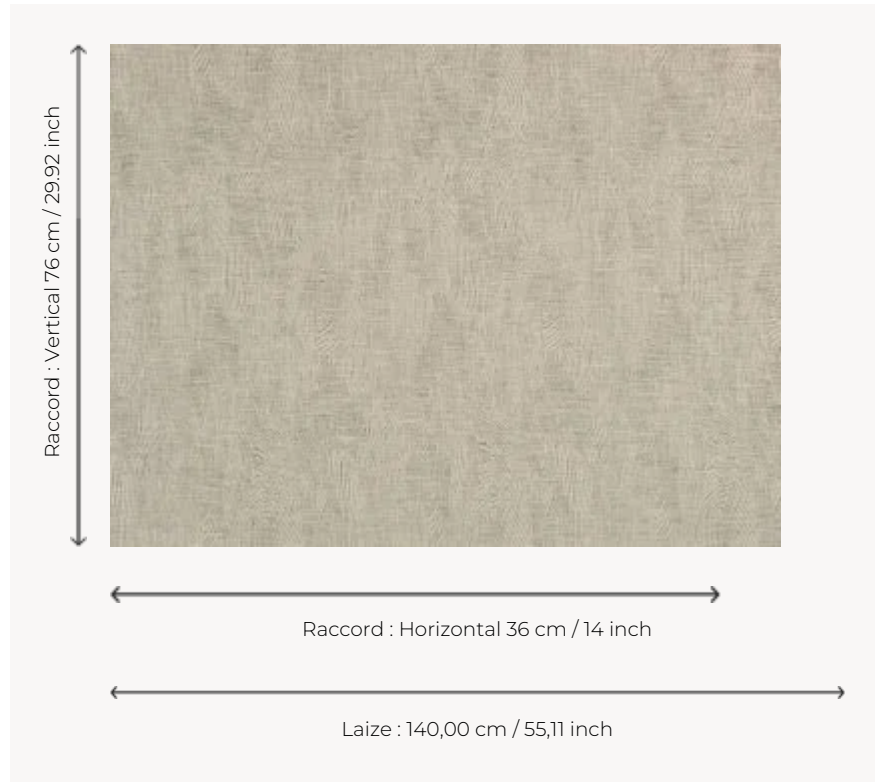 Raccord : Vertical 76 cm / 29.92 inch
Raccord : Horizontal 36 cm / 14 inch
Laize : 140,00 cm / 55,11 inch